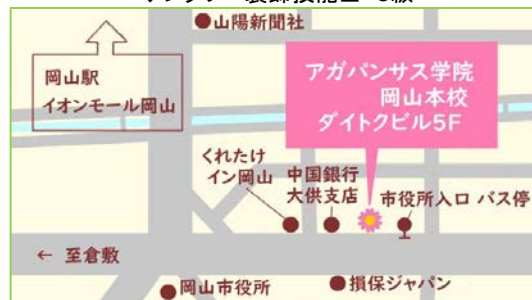 山陽新聞社
岡山駅
イオンモール岡山
アガパンサス学院
岡山本校
ダイトクビル5F
くれたけ
イン岡山
中国銀行
大供支店
市役所入口 バス停
← 至倉敷
岡山市役所
損保ジャパン